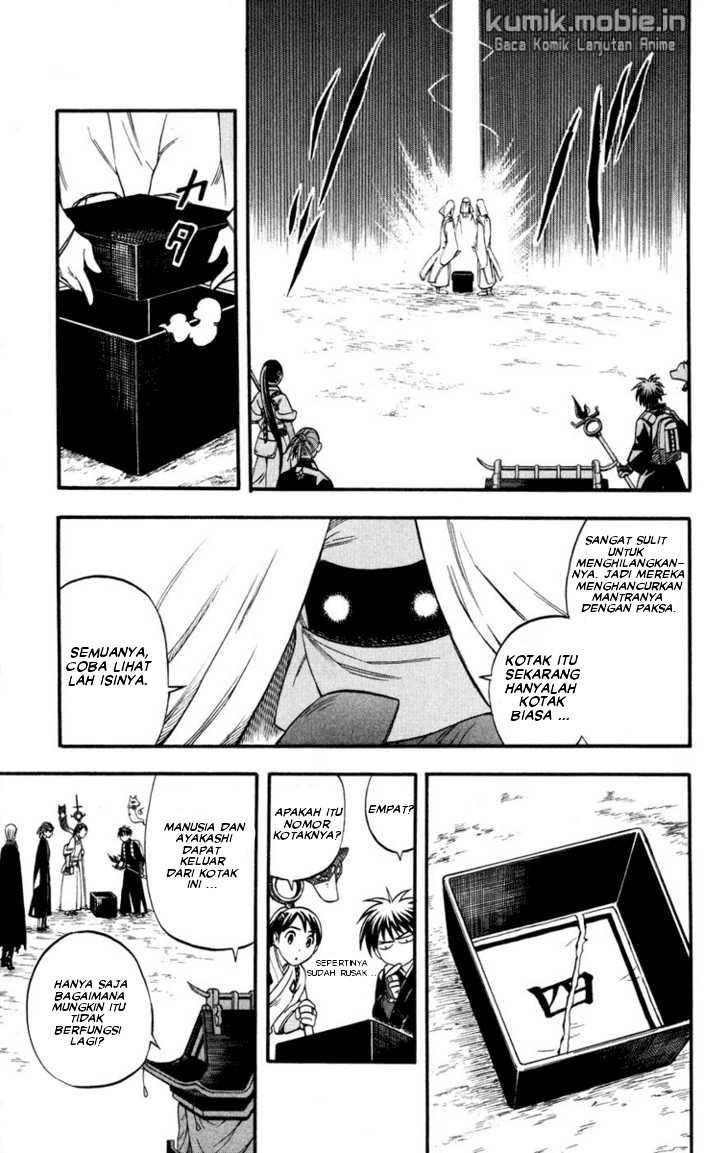 kumik.mobie.in
Baca Komik Lanjutan Anime
カタ
SANGAT SULIT
UNTUK
MENGHILANGKAN-
NYA. JADI MEREKA
MENGHANCURKAN
MANTRANYA
DENGAN PAKSA.
KOTAK ITU
SEKARANG
HANYALAH
KOTAK
BIASA ...
SEMUANYA,
COBA LIHAT
LAH ISINYA.
四
EMPAT?
APAKAH ITU
NOMOR
KOTAKNYA?
SEPERTINYA
SUDAH RUSAK ...
MANUSIA DAN
AYAKASHI
DAPAT
KELUAR
DARI KOTAK
INI ...
HANYA SAJA
BAGAIMANA
MUNGKIN ITU
TIDAK
BERFUNGSI
LAGI?